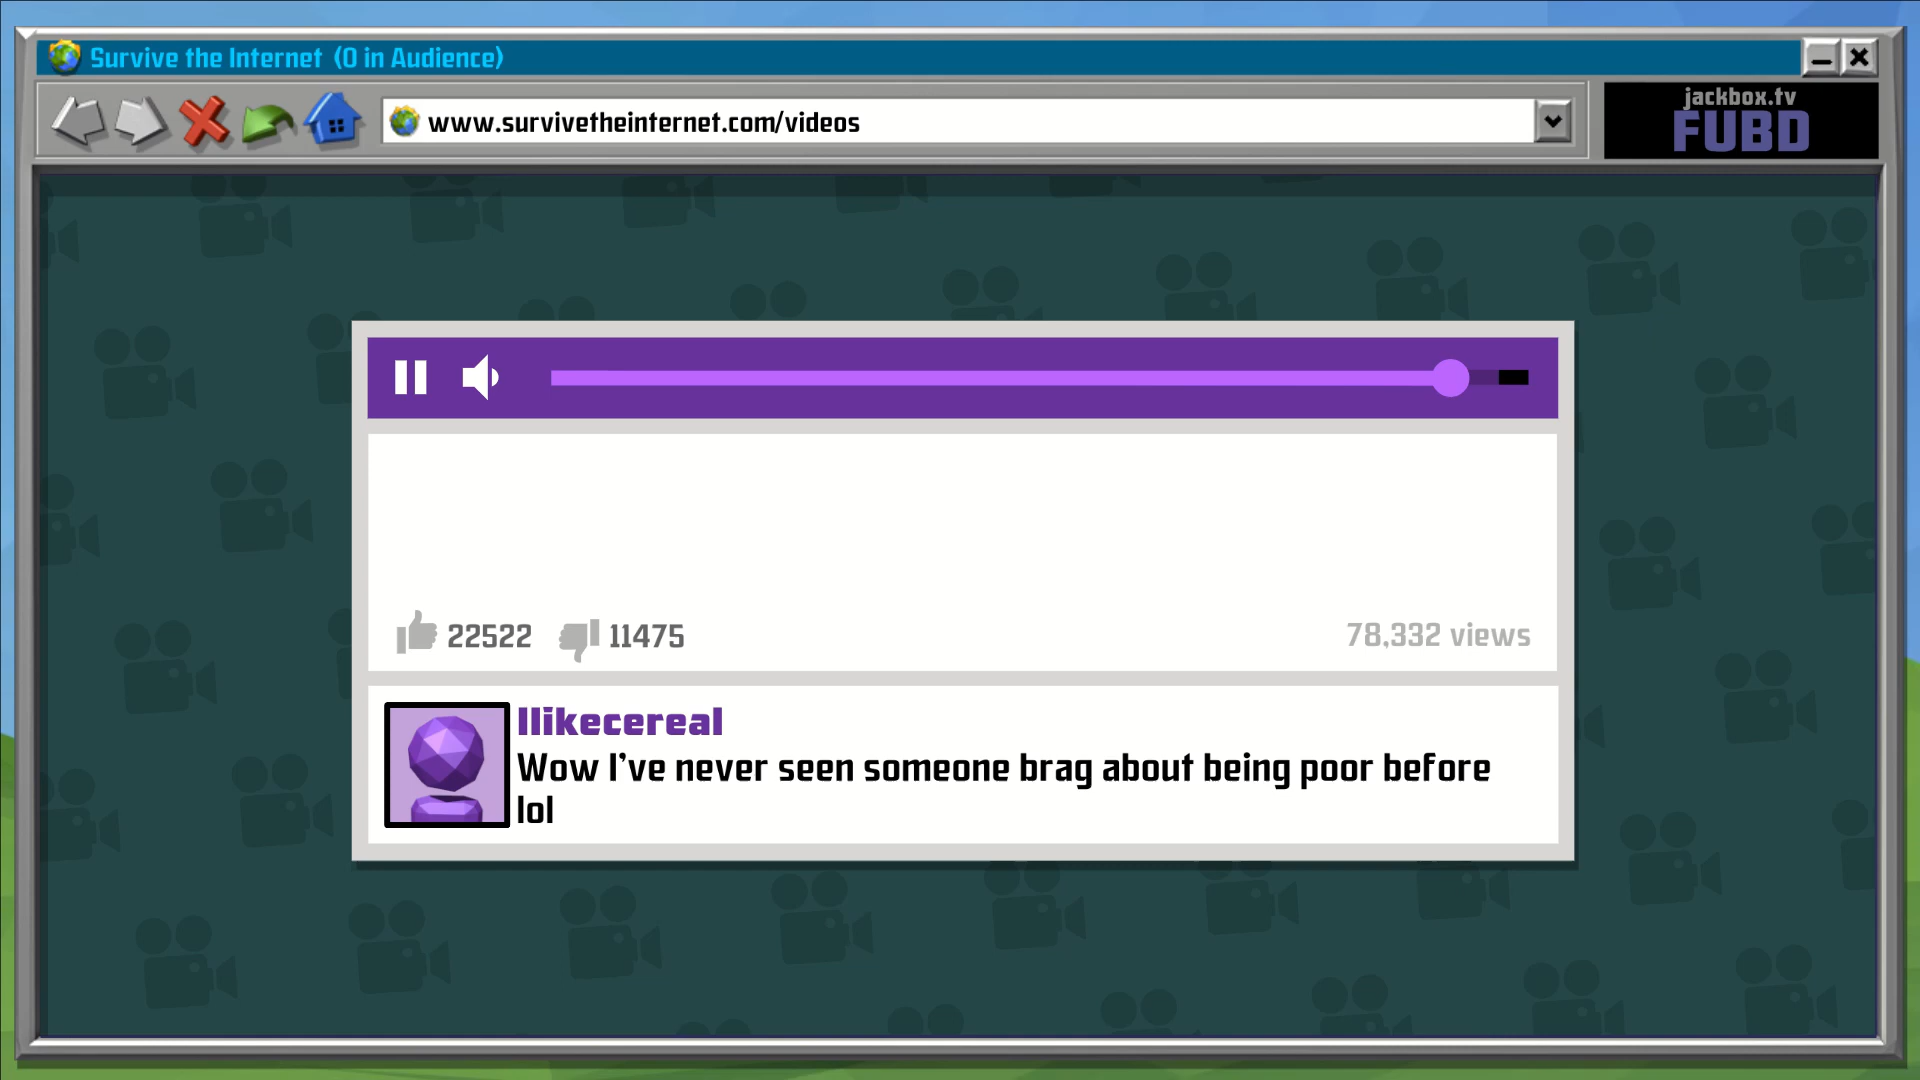 Survive the Internet (0 in Audience)
www.survivetheinternet.com/videos
jackbox.tv
FUBD
22522 11475 78,332 views
Ilikecereal
Wow I've never seen someone brag about being poor before
lol